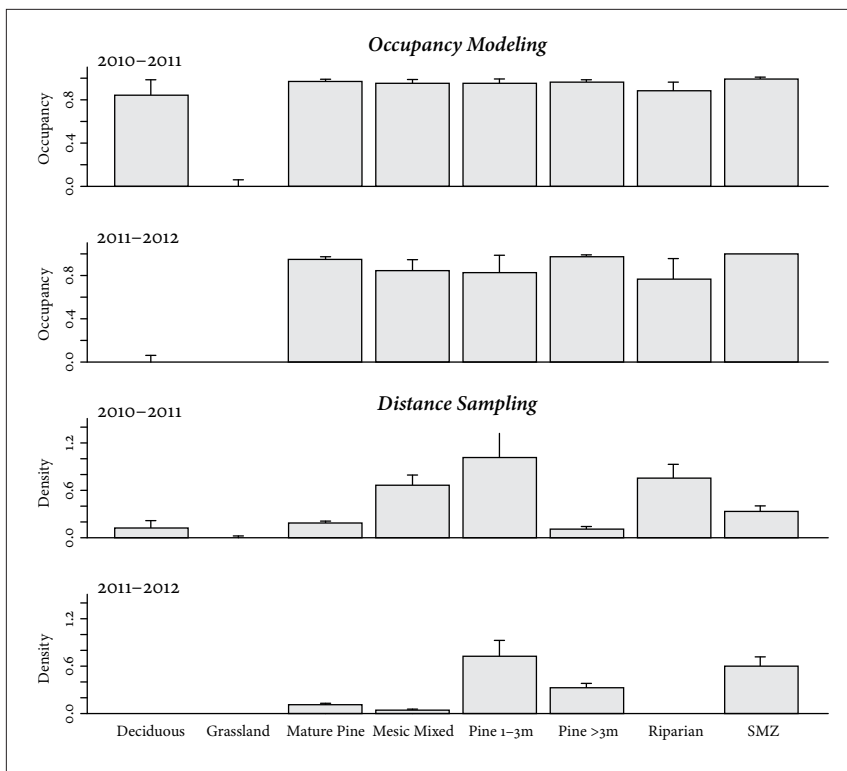 Occupancy Modeling
2010–2011
Occupancy
0.0 0.4 0.8
2011–2012
Occupancy
0.0 0.4 0.8
Distance Sampling
2010–2011
Density
0.0 0.6 1.2
2011–2012
Density
0.0 0.6 1.2
Deciduous Grassland Mature Pine Mesic Mixed Pine 1–3m Pine >3m Riparian SMZ